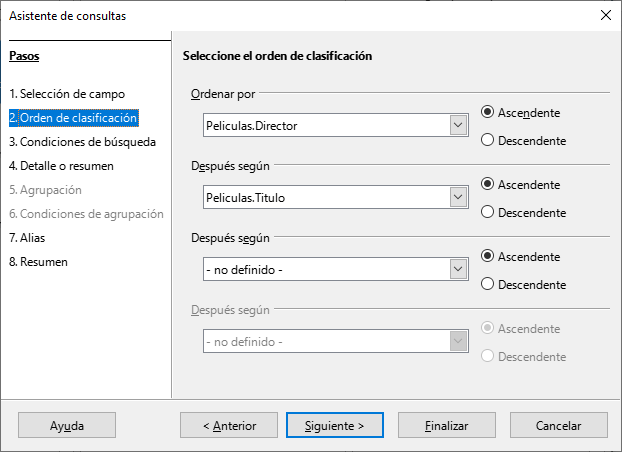 Asistente de consultas
Pasos
1. Selección de campo
2. Orden de clasificación
3. Condiciones de búsqueda
4. Detalle o resumen
5. Agrupación
6. Condiciones de agrupación
7. Alias
8. Resumen
Seleccione el orden de clasificación
Ordenar por
Peliculas.Director
Ascendente
Descendente
Después según
Peliculas.Titulo
Ascendente
Descendente
Después según
- no definido -
Ascendente
Descendente
Después según
- no definido -
Ascendente
Descendente
Ayuda
< Anterior
Siguiente >
Finalizar
Cancelar